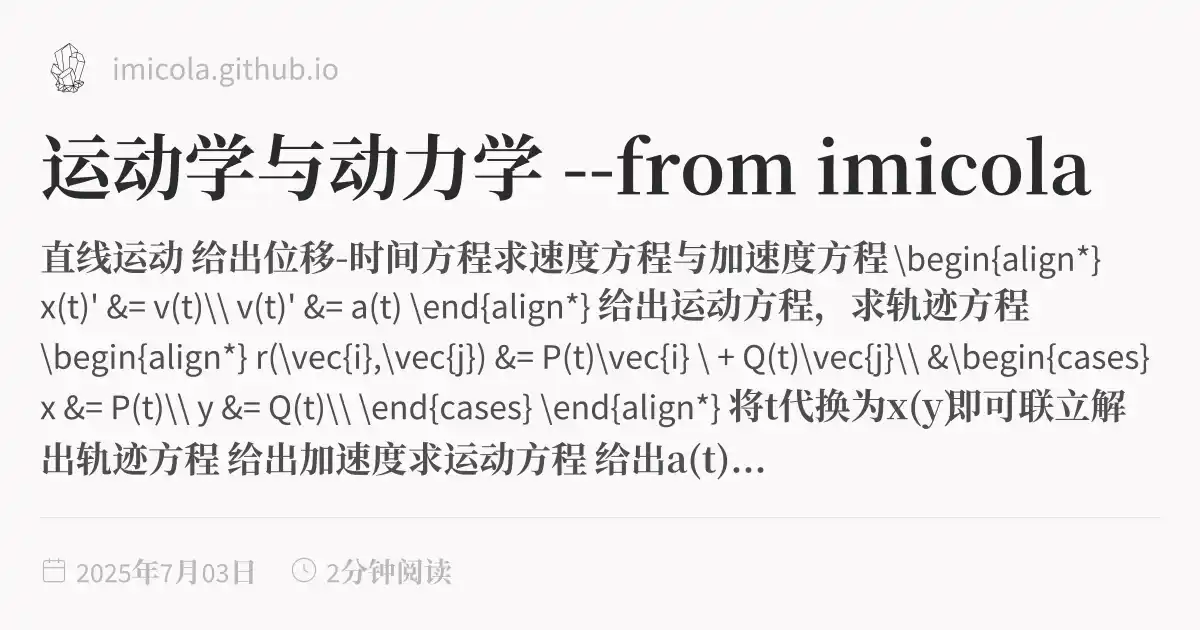 imicola.github.io
运动学与动力学 --from imicola
直线运动 给出位移-时间方程求速度方程与加速度方程 \begin{align*}
x(t)' &= v(t)\\ v(t)' &= a(t) \end{align*} 给出运动方程，求轨迹方程
\begin{align*} r(\vec{i},\vec{j}) &= P(t)\vec{i} \ + Q(t)\vec{j}\\ &\begin{cases}
x &= P(t)\\ y &= Q(t)\\ \end{cases} \end{align*} 将t代换为x(y)即可联立解
出轨迹方程 给出加速度求运动方程 给出a(t)...
2025年7月03日 2分钟阅读